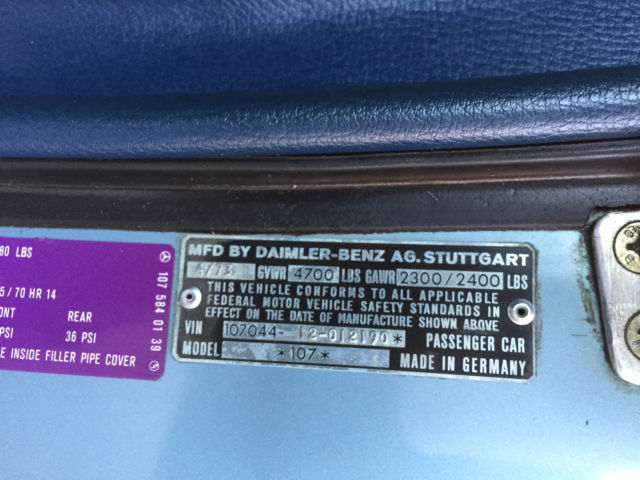 80 LBS
5 / 70 HR 14
ONT REAR
PSI 36 PSI
E INSIDE FILLER PIPE COVER
107 584 01 39
MFD BY DAIMLER-BENZ AG. STUTTGART
4/73 GVWR 4700 LBS GAWR 2300/2400 LBS
THIS VEHICLE CONFORMS TO ALL APPLICABLE
FEDERAL MOTOR VEHICLE SAFETY STANDARDS IN
EFFECT ON THE DATE OF MANUFACTURE SHOWN ABOVE
VIN 107044-12-012190* PASSENGER CAR
MODEL *107* MADE IN GERMANY